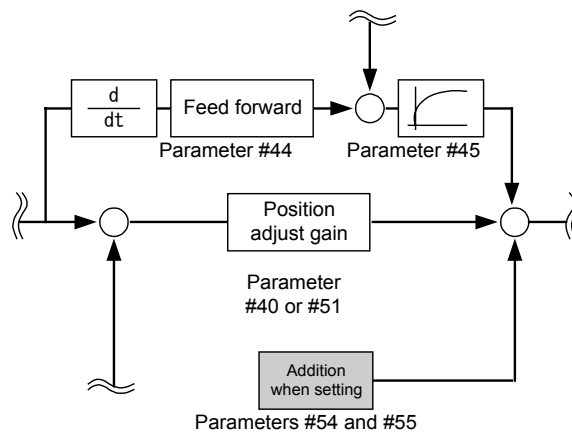 d
dt
Feed forward
Parameter #44
Parameter #45
Position
adjust gain
Parameter
#40 or #51
Addition
when setting
Parameters #54 and #55